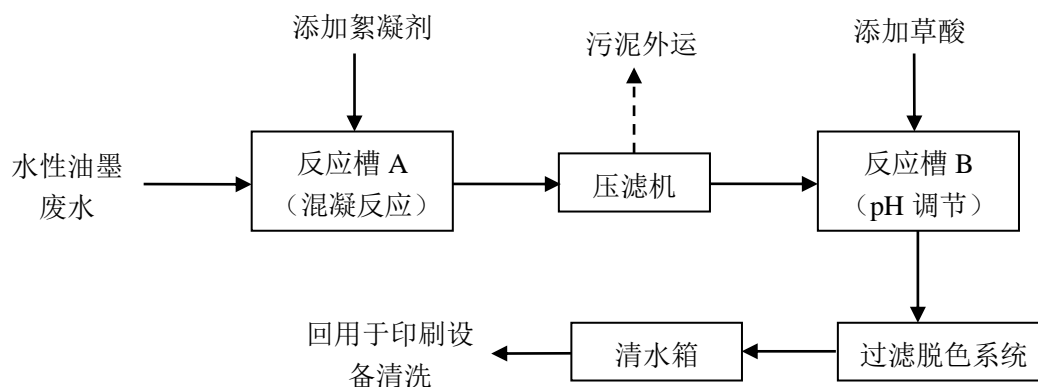 添加絮凝剂
污泥外运
添加草酸
水性油墨
废水
反应槽 A
（混凝反应）
压滤机
反应槽 B
（pH 调节）
回用于印刷设
备清洗
清水箱
过滤脱色系统